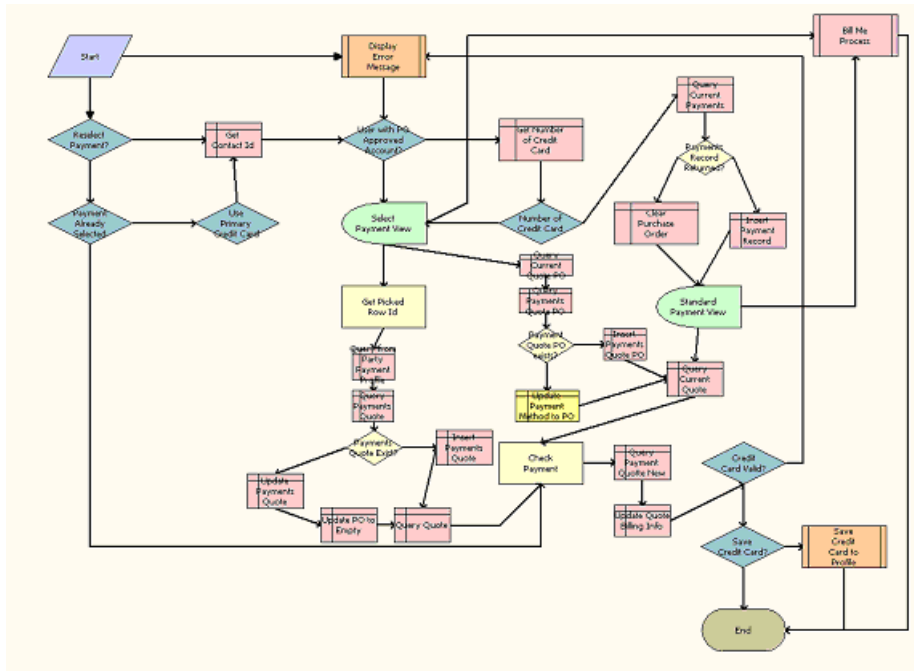 Start
Display
Error
Message
Bill Me
Process
Reselect
Payment?
Get
Contact Id
User with PO
Approved
Account?
Get Number
of Credit
Card
Query
Current
Payments
Payments
Record
Returned?
Payment
Already
Selected
Use
Primary
Credit Card
Select
Payment View
Number of
Credit Card
Clear
Purchase
Order
Insert
Payment
Record
Query
Current
Quote PO
Get Picked
Row Id
Query
Payments
Quote PO
Standard
Payment View
Payment
Quote PO
exists?
Insert
Payments
Quote PO
Query from
Party
Payment
Profile
Query
Current
Quote
Query
Payments
Quote
Update
Payment
Method to PO
Payments
Quote Exist?
Insert
Payments
Quote
Check
Payment
Query
Payment
Quote New
Credit
Card Valid?
Update
Payments
Quote
Update PO to
Empty
Query Quote
Update Quote
Billing Info
Save
Credit Card?
Save
Credit
Card to
Profile
End